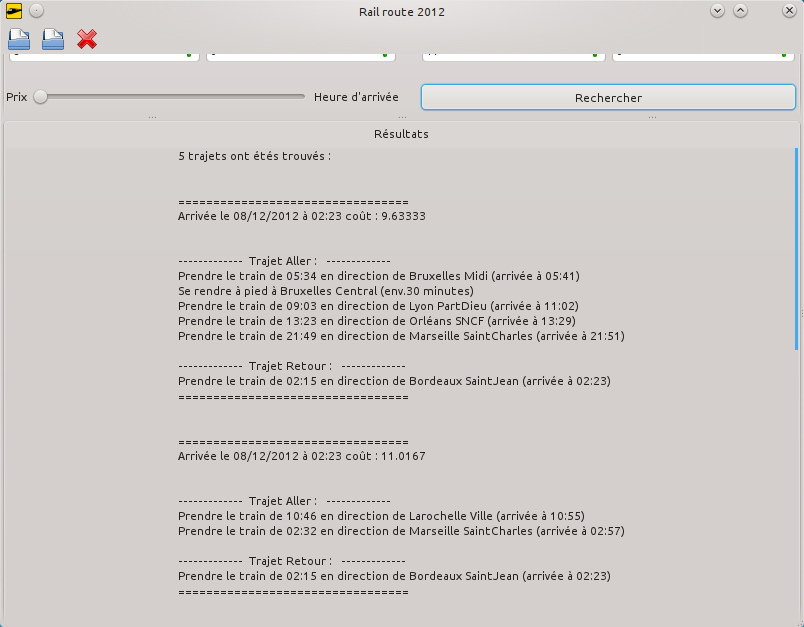 Rail route 2012
Prix
Heure d'arrivée
Rechercher
Résultats
5 trajets ont étés trouvés :
=================================
Arrivée le 08/12/2012 à 02:23 coût : 9.63333
------------- Trajet Aller : -------------
Prendre le train de 05:34 en direction de Bruxelles Midi (arrivée à 05:41)
Se rendre à pied à Bruxelles Central (env.30 minutes)
Prendre le train de 09:03 en direction de Lyon PartDieu (arrivée à 11:02)
Prendre le train de 13:23 en direction de Orléans SNCF (arrivée à 13:29)
Prendre le train de 21:49 en direction de Marseille SaintCharles (arrivée à 21:51)
------------- Trajet Retour : -------------
Prendre le train de 02:15 en direction de Bordeaux SaintJean (arrivée à 02:23)
=================================
=================================
Arrivée le 08/12/2012 à 02:23 coût : 11.0167
------------- Trajet Aller : -------------
Prendre le train de 10:46 en direction de Larochelle Ville (arrivée à 10:55)
Prendre le train de 02:32 en direction de Marseille SaintCharles (arrivée à 02:57)
------------- Trajet Retour : -------------
Prendre le train de 02:15 en direction de Bordeaux SaintJean (arrivée à 02:23)
=================================